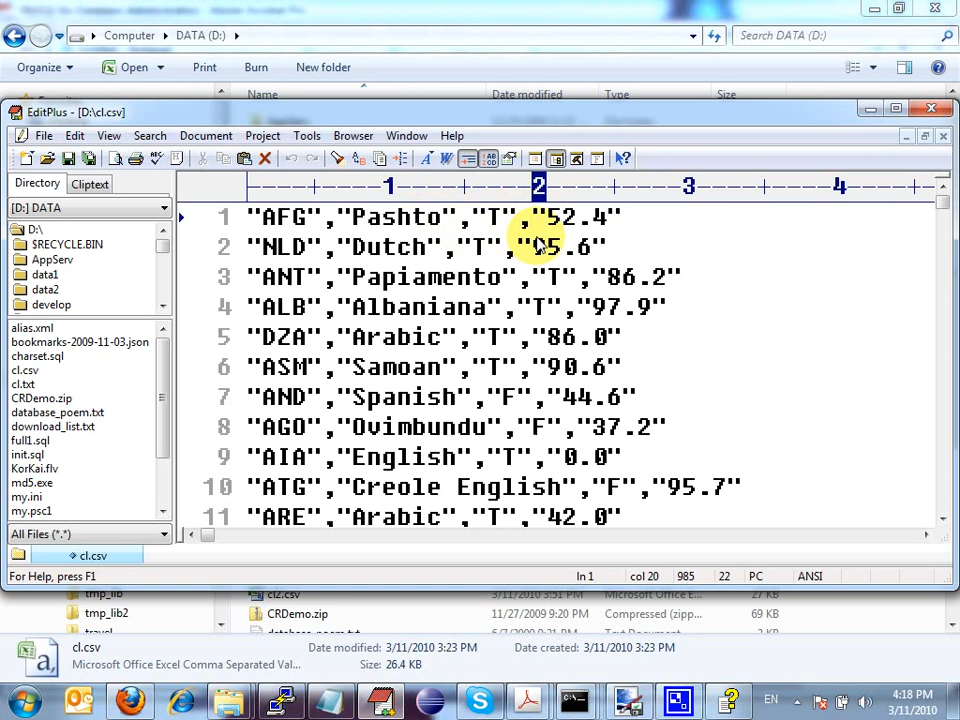 Computer ▸ DATA (D:) ▸
Search DATA (D:)
Organize
Open
Print
Burn
New folder
Name
Date modified
Type
Size
EditPlus - [D:\cl.csv]
File Edit View Search Document Project Tools Browser Window Help
Directory Cliptext
[D:] DATA
D:\
$RECYCLE.BIN
AppServ
data1
data2
develop
alias.xml
bookmarks-2009-11-03.json
charset.sql
cl.csv
cl.txt
CRDemo.zip
database_poem.txt
download_list.txt
full1.sql
init.sql
KorKai.flv
md5.exe
my.ini
my.psc1
All Files (*.*)
1 2 3 4
1 "AFG","Pashto","T","52.4"
2 "NLD","Dutch","T","95.6"
3 "ANT","Papiamento","T","86.2"
4 "ALB","Albaniana","T","97.9"
5 "DZA","Arabic","T","86.0"
6 "ASM","Samoan","T","90.6"
7 "AND","Spanish","F","44.6"
8 "AGO","Ovimbundu","F","37.2"
9 "AIA","English","T","0.0"
10 "ATG","Creole English","F","95.7"
11 "ARE","Arabic","T","42.0"
cl.csv
For Help, press F1
Ln 1 col 20 985 22 PC ANSI
tmp_lib
cl2.csv 3/11/2010 3:51 PM Microsoft Office E... 27 KB
tmp_lib2
CRDemo.zip 11/27/2009 9:20 PM Compressed (zipp... 69 KB
travel
database_poem.txt
cl.csv
Date modified: 3/11/2010 3:23 PM Date created: 3/11/2010 3:23 PM
Microsoft Office Excel Comma Separated Val...
Size: 26.4 KB
EN
4:18 PM
3/11/2010